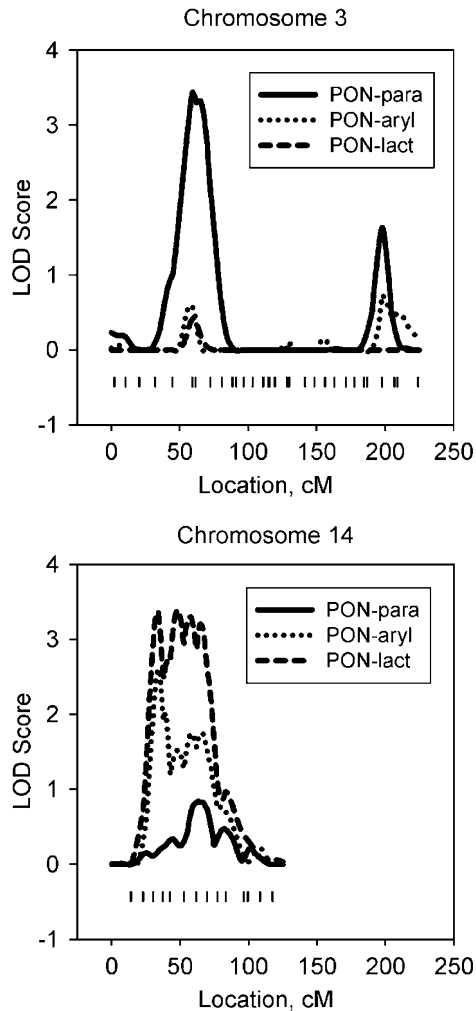 Chromosome 3
4
3
2
1
0
-1
LOD Score
PON-para
PON-aryl
PON-lact
0 50 100 150 200 250
Location, cM
Chromosome 14
4
3
2
1
0
-1
LOD Score
PON-para
PON-aryl
PON-lact
0 50 100 150 200 250
Location, cM